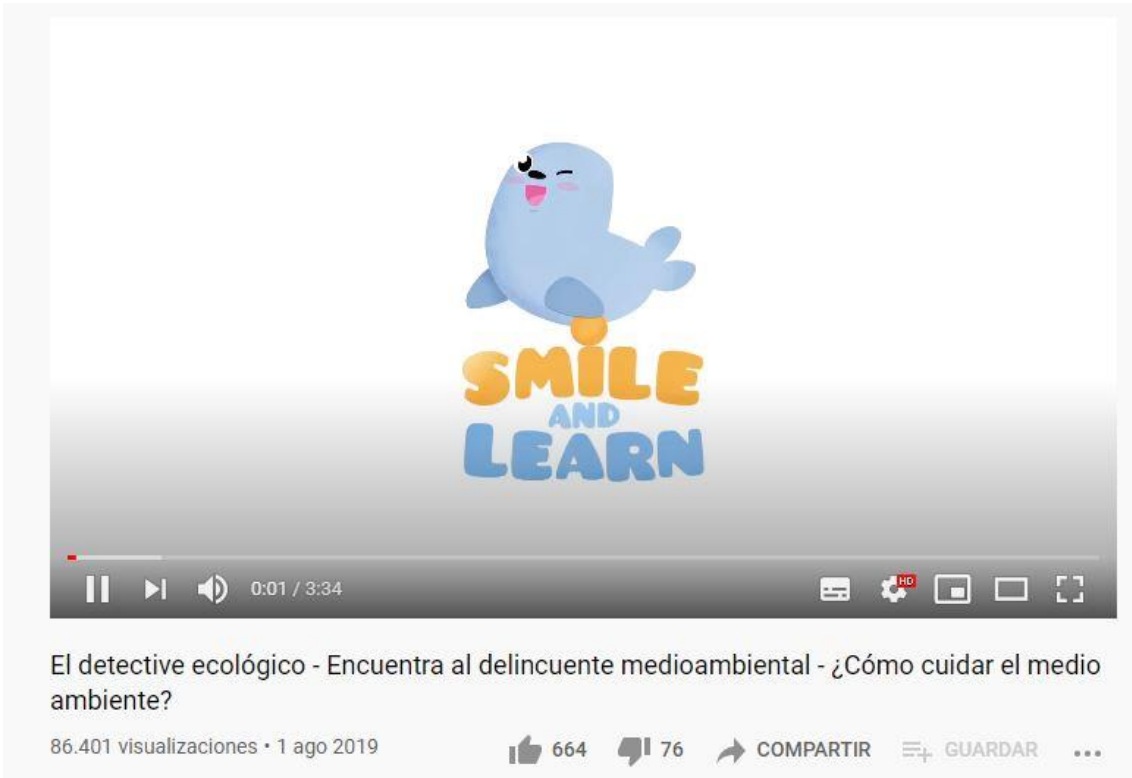 SMILE
AND
LEARN
0:01 / 3:34
HD
El detective ecológico - Encuentra al delincuente medioambiental - ¿Cómo cuidar el medio
ambiente?
86.401 visualizaciones • 1 ago 2019 664 76 COMPARTIR GUARDAR